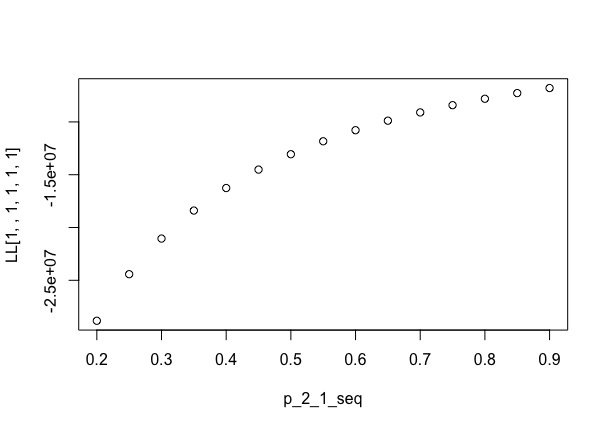 LL[1, , 1, 1, 1, 1]
-1.5e+07
-2.5e+07
0.2 0.3 0.4 0.5 0.6 0.7 0.8 0.9
p_2_1_seq